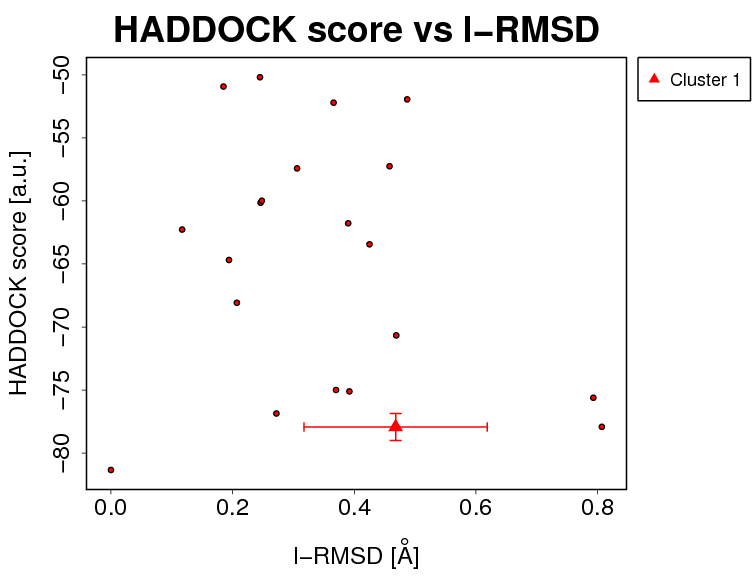 HADDOCK score vs l−RMSD
Cluster 1
HADDOCK score [a.u.]
−50
−55
−60
−65
−70
−75
−80
0.0 0.2 0.4 0.6 0.8
l−RMSD [Å]